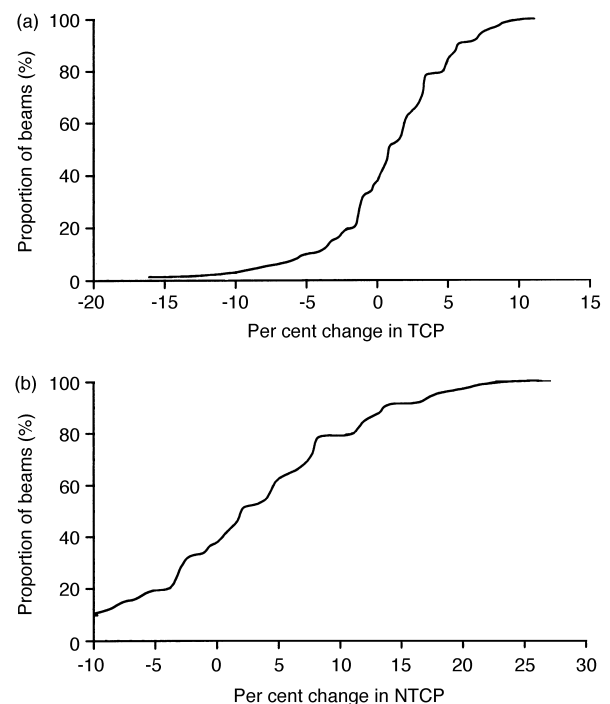 (a)
Proportion of beams (%)
100
80
60
40
20
0
-20 -15 -10 -5 0 5 10 15
Per cent change in TCP
(b)
Proportion of beams (%)
100
80
60
40
20
0
-10 -5 0 5 10 15 20 25 30
Per cent change in NTCP